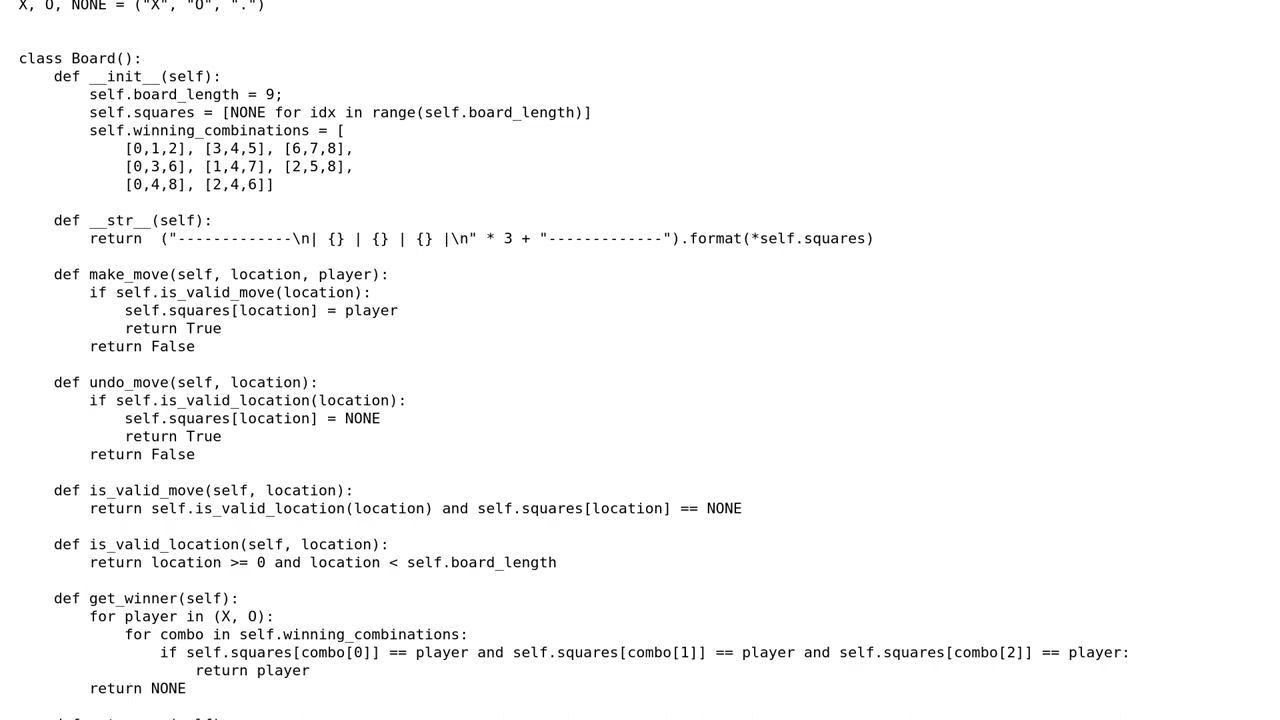 X, O, NONE = ("X", "O", ".")
class Board():
    def __init__(self):
        self.board_length = 9;
        self.squares = [NONE for idx in range(self.board_length)]
        self.winning_combinations = [
            [0,1,2], [3,4,5], [6,7,8],
            [0,3,6], [1,4,7], [2,5,8],
            [0,4,8], [2,4,6]]
    def __str__(self):
        return  ("-------------\n| {} | {} | {} |\n" * 3 + "-------------").format(*self.squares)
    def make_move(self, location, player):
        if self.is_valid_move(location):
            self.squares[location] = player
            return True
        return False
    def undo_move(self, location):
        if self.is_valid_location(location):
            self.squares[location] = NONE
            return True
        return False
    def is_valid_move(self, location):
        return self.is_valid_location(location) and self.squares[location] == NONE
    def is_valid_location(self, location):
        return location >= 0 and location < self.board_length
    def get_winner(self):
        for player in (X, O):
            for combo in self.winning_combinations:
                if self.squares[combo[0]] == player and self.squares[combo[1]] == player and self.squares[combo[2]] == player:
                    return player
        return NONE